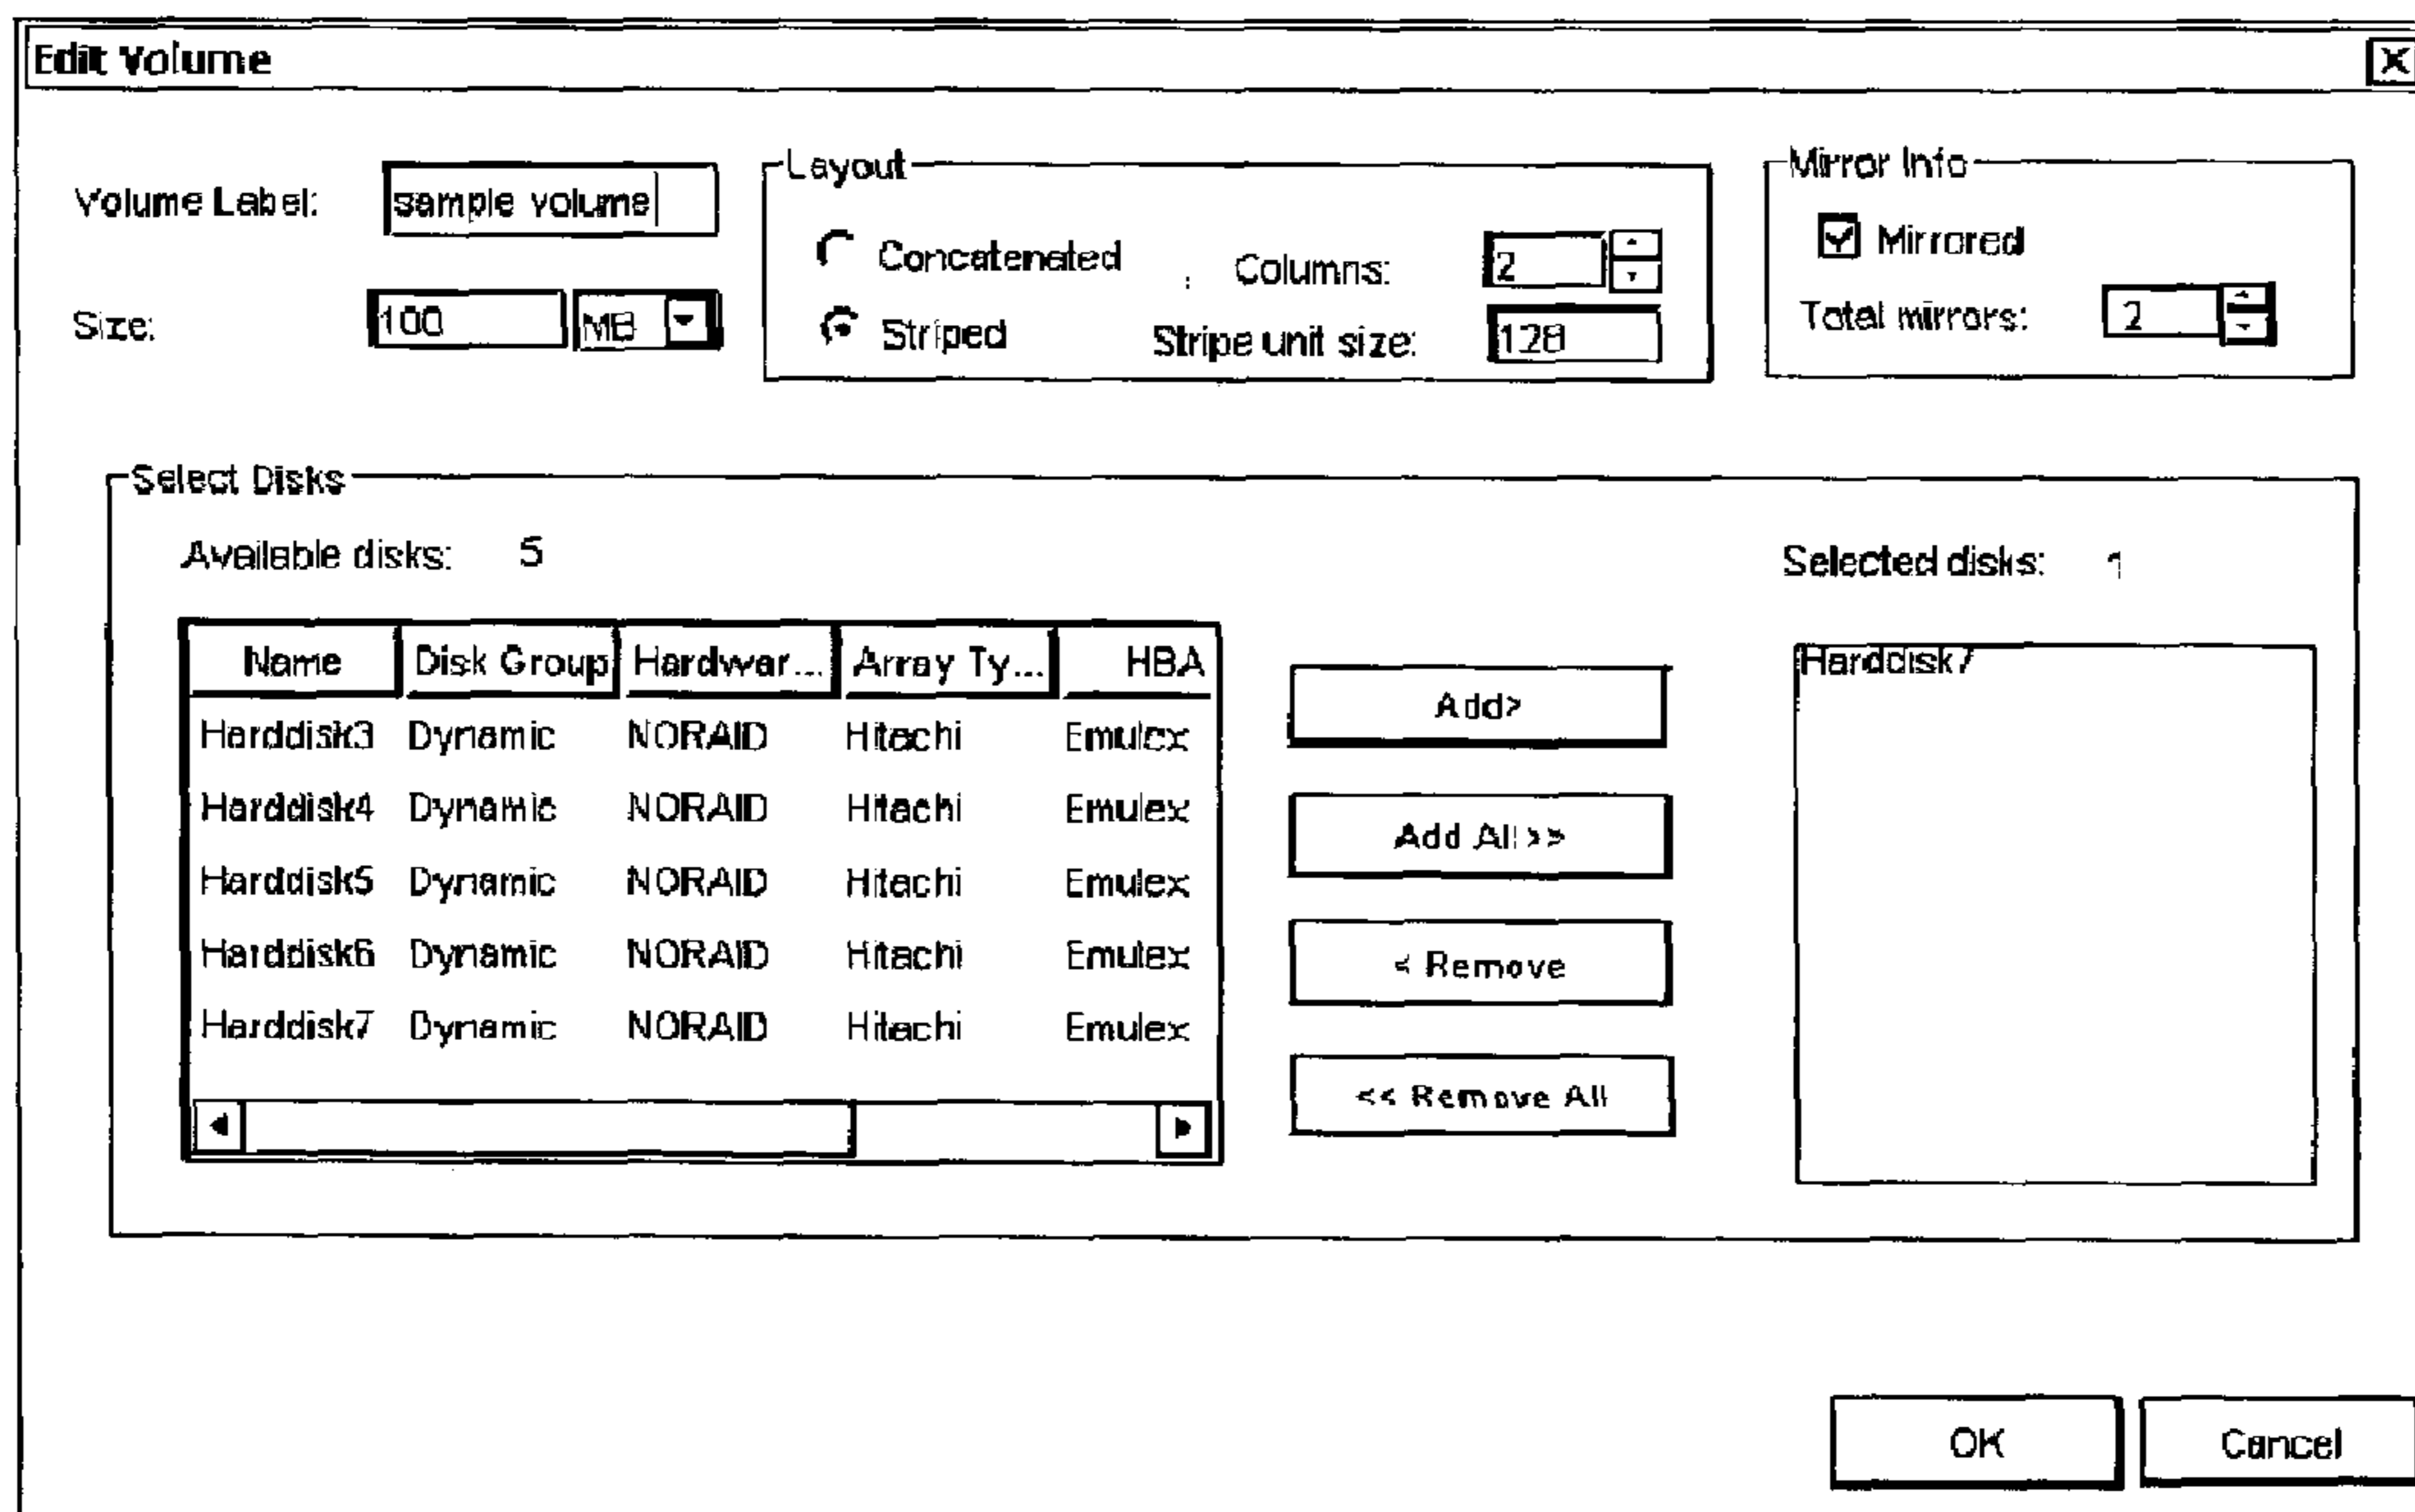 Edit Volume
Volume Label: sample volume
Size: 100 MB
Layout
Concatenated Columns: 2
Striped Stripe unit size: 128
Mirror Info
Mirrored
Total mirrors: 2
Select Disks
Available disks: 5
Name Disk Group Hardwar... Array Ty... HBA
Harddisk3 Dynamic NORAID Hitachi Emulex
Harddisk4 Dynamic NORAID Hitachi Emulex
Harddisk5 Dynamic NORAID Hitachi Emulex
Harddisk6 Dynamic NORAID Hitachi Emulex
Harddisk7 Dynamic NORAID Hitachi Emulex
Add>
Add All >>
< Remove
<< Remove All
Selected disks: 1
Harddisk7
OK Cancel